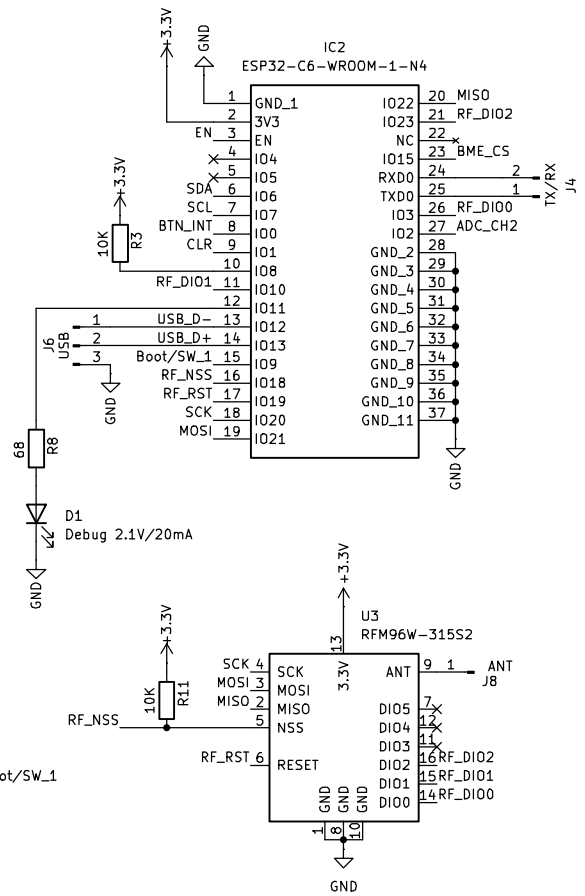 IC2
ESP32-C6-WROOM-1-N4
+3.3V
GND
1 GND_1
2 3V3
EN 3 EN
4 IO4
5 IO5
SDA 6 IO6
SCL 7 IO7
BTN_INT 8 IO0
CLR 9 IO1
10 IO8
RF_DIO1 11 IO10
12 IO11
USB_D- 13 IO12
USB_D+ 14 IO13
Boot/SW_1 15 IO9
RF_NSS 16 IO18
RF_RST 17 IO19
SCK 18 IO20
MOSI 19 IO21
IO22 20 MISO
IO23 21 RF_DIO2
NC 22
IO15 23 BME_CS
RXD0 24 2
TXD0 25 1
TX/RX
J4
IO3 26 RF_DIO0
IO2 27 ADC_CH2
GND_2 28
GND_3 29
GND_4 30
GND_5 31
GND_6 32
GND_7 33
GND_8 34
GND_9 35
GND_10 36
GND_11 37
GND
+3.3V
10K
R3
J6
USB
1
2
3
GND
68
R8
D1
Debug 2.1V/20mA
GND
+3.3V
U3
RFM96W-315S2
13
3.3V
SCK 4 SCK
MOSI 3 MOSI
MISO 2 MISO
5 NSS
RF_RST 6 RESET
ANT 9 1 ANT
J8
DIO5 7
DIO4 12
DIO3 11
DIO2 16 RF_DIO2
DIO1 15 RF_DIO1
DIO0 14 RF_DIO0
GND GND GND
1 8 10
GND
+3.3V
10K
R11
RF_NSS
ot/SW_1